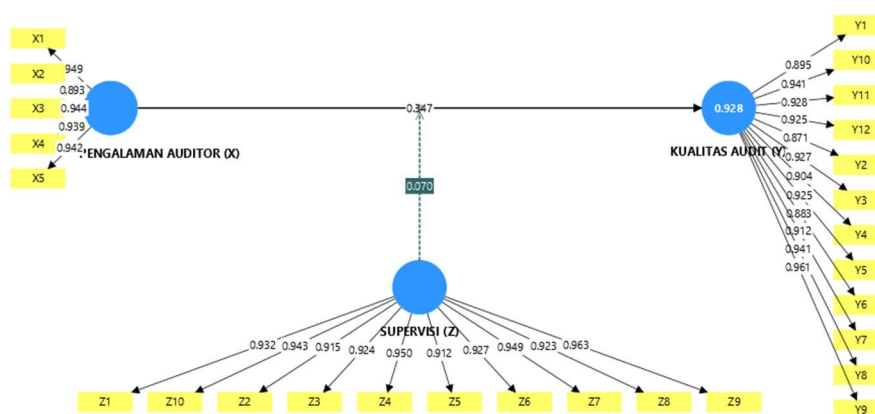 X1
X2
X3
X4
X5
0.949
0.893
0.944
0.939
0.942
PENGALAMAN AUDITOR (X)
0.347
0.070
0.928
KUALITAS AUDIT (Y)
0.895
0.941
0.928
0.925
0.871
0.927
0.904
0.925
0.883
0.912
0.941
0.961
Y1
Y10
Y11
Y12
Y2
Y3
Y4
Y5
Y6
Y7
Y8
Y9
SUPERVISI (Z)
0.932 0.943 0.915 0.924 0.950 0.912 0.927 0.949 0.923 0.963
Z1 Z10 Z2 Z3 Z4 Z5 Z6 Z7 Z8 Z9